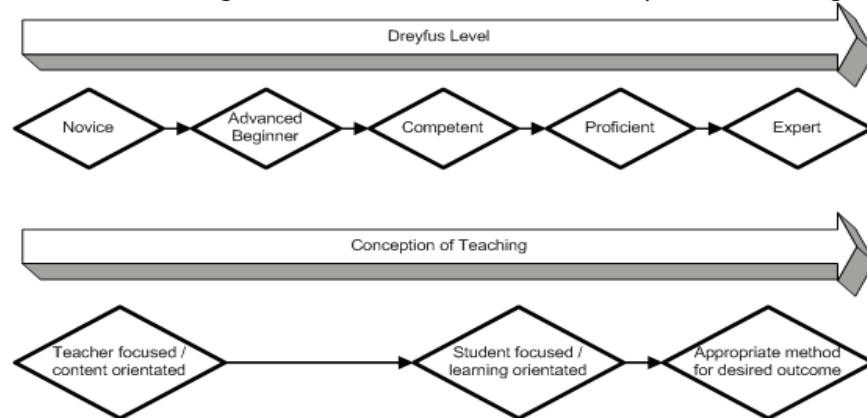 Dreyfus Level
Novice
Advanced
Beginner
Competent
Proficient
Expert
Conception of Teaching
Teacher focused /
content orientated
Student focused /
learning orientated
Appropriate method
for desired outcome